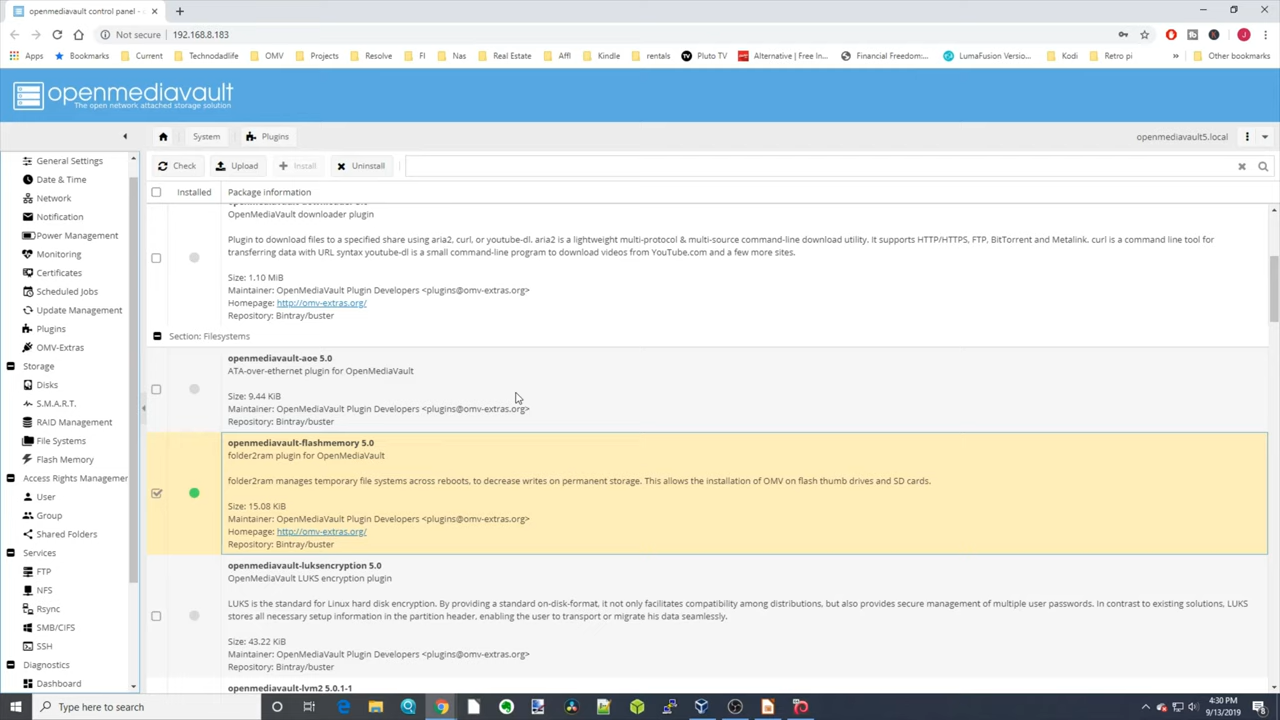 openmediavault control panel -
Not secure
192.168.8.183
J
Apps
Bookmarks
Current
Technodadlife
OMV
Projects
Resolve
FI
Nas
Real Estate
Affl
Kindle
rentals
Pluto TV
Alternative | Free...
Financial Freedom:...
LumaFusion Versio...
Kodi
Retro pi
»
Other bookmarks
openmediavault
The open network attached storage solution
System
Plugins
openmediavault5.local
General Settings
Date & Time
Network
Notification
Power Management
Monitoring
Certificates
Scheduled Jobs
Update Management
Plugins
OMV-Extras
Storage
Disks
S.M.A.R.T.
RAID Management
File Systems
Flash Memory
Access Rights Managemer
User
Group
Shared Folders
Services
FTP
NFS
Rsync
SMB/CIFS
SSH
Diagnostics
Dashboard
Check
Upload
Install
Uninstall
Installed
Package information
OpenMediaVault downloader plugin
Plugin to download files to a specified share using aria2, curl, or youtube-dl. aria2 is a lightweight multi-protocol & multi-source command-line download utility. It supports HTTP/HTTPS, FTP, BitTorrent and Metalink. curl is a command line tool for
transferring data with URL syntax youtube-dl is a small command-line program to download videos from YouTube.com and a few more sites.
Size: 1.10 MiB
Maintainer: OpenMediaVault Plugin Developers <plugins@omv-extras.org>
Homepage: http://omv-extras.org/
Repository: Bintray/buster
Section: Filesystems
openmediavault-aoe 5.0
ATA-over-ethernet plugin for OpenMediaVault
Size: 9.44 KiB
Maintainer: OpenMediaVault Plugin Developers <plugins@omv-extras.org>
Repository: Bintray/buster
openmediavault-flashmemory 5.0
folder2ram plugin for OpenMediaVault
folder2ram manages temporary file systems across reboots, to decrease writes on permanent storage. This allows the installation of OMV on flash thumb drives and SD cards.
Size: 15.08 KiB
Maintainer: OpenMediaVault Plugin Developers <plugins@omv-extras.org>
Homepage: http://omv-extras.org/
Repository: Bintray/buster
openmediavault-luksencryption 5.0
OpenMediaVault LUKS encryption plugin
LUKS is the standard for Linux hard disk encryption. By providing a standard on-disk-format, it not only facilitates compatibility among distributions, but also provides secure management of multiple user passwords. In contrast to existing solutions, LUKS
stores all necessary setup information in the partition header, enabling the user to transport or migrate his data seamlessly.
Size: 43.22 KiB
Maintainer: OpenMediaVault Plugin Developers <plugins@omv-extras.org>
Repository: Bintray/buster
openmediavault-lvm2 5.0.1-1
Type here to search
4:30 PM
9/13/2019
8